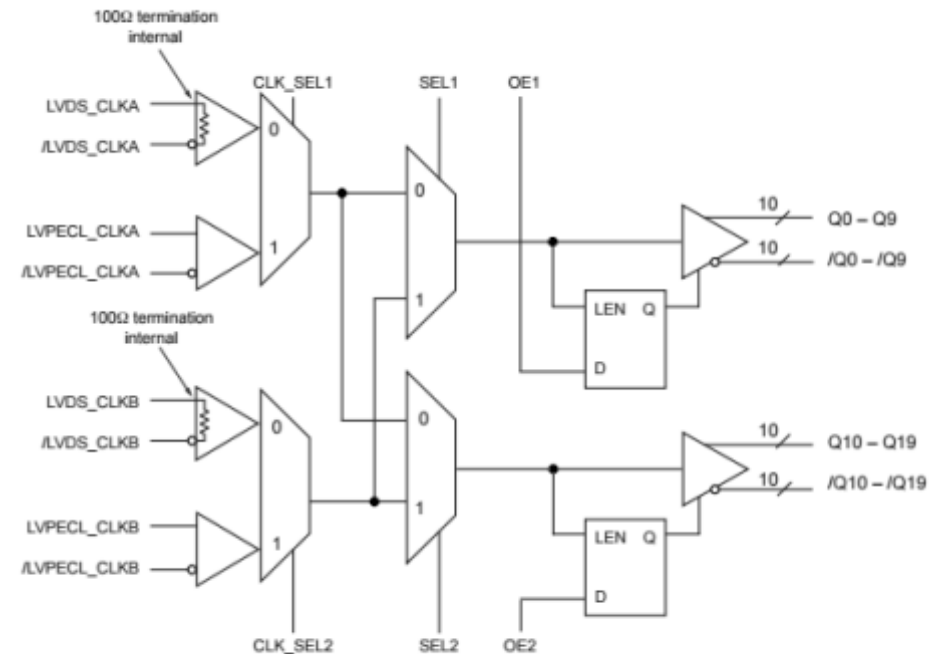 100Ω termination
internal
CLK_SEL1
SEL1
OE1
LVDS_CLKA
0
/LVDS_CLKA
0
10
Q0 – Q9
LVPECL_CLKA
1
10
/Q0 – /Q9
/LVPECL_CLKA
1
LEN Q
100Ω termination
internal
D
LVDS_CLKB
0
0
10
Q10 – Q19
/LVDS_CLKB
10
/Q10 – /Q19
1
LVPECL_CLKB
1
LEN Q
/LVPECL_CLKB
D
CLK_SEL2
SEL2
OE2